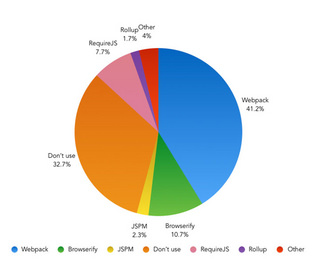 Rollup
1.7%
Other
4%
RequireJS
7.7%
Webpack
41.2%
Don't use
32.7%
JSPM
2.3%
Browserify
10.7%
Webpack Browserify JSPM Don't use RequireJS Rollup Other